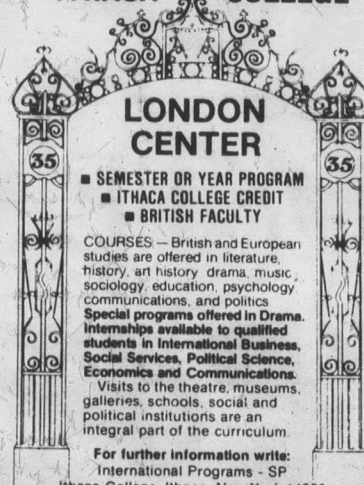 COLLEGE
LONDON
CENTER
35
35
■ SEMESTER OR YEAR PROGRAM
■ ITHACA COLLEGE CREDIT
■ BRITISH FACULTY
COURSES — British and European
studies are offered in literature,
history, art history drama, music,
sociology, education, psychology
communications, and politics
Special programs offered in Drama.
Internships available to qualified
students in International Business,
Social Services, Political Science,
Economics and Communications.
Visits to the theatre, museums,
galleries, schools, social and
political institutions are an
integral part of the curriculum.
For further information write:
International Programs - SP